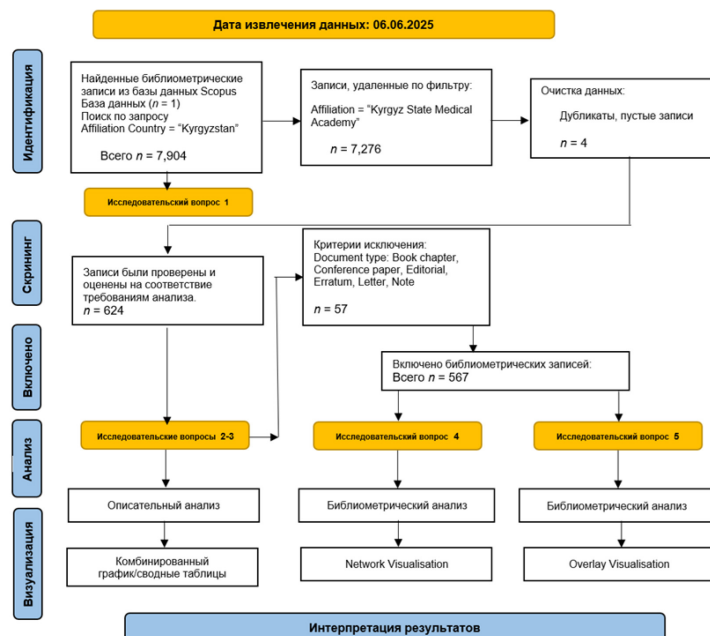 Дата извлечения данных: 06.06.2025
Идентификация
Найденные библиометрические
записи из базы данных Scopus
База данных (n = 1)
Поиск по запросу
Affiliation Country = “Kyrgyzstan”
Всего n = 7,904
Записи, удаленные по фильтру:
Affiliation = “Kyrgyz State Medical
Academy”
n = 7,276
Очистка данных:
Дубликаты, пустые записи
n = 4
Исследовательский вопрос 1
Скрининг
Записи были проверены и
оценены на соответствие
требованиям анализа.
n = 624
Критерии исключения:
Document type: Book chapter,
Conference paper, Editorial,
Erratum, Letter, Note
n = 57
Включено
Включено библиометрических записей:
Всего n = 567
Анализ
Исследовательские вопросы 2-3
Исследовательский вопрос 4
Исследовательский вопрос 5
Описательный анализ
Библиометрический анализ
Библиометрический анализ
Визуализация
Комбинированный
график/сводные таблицы
Network Visualisation
Overlay Visualisation
Интерпретация результатов